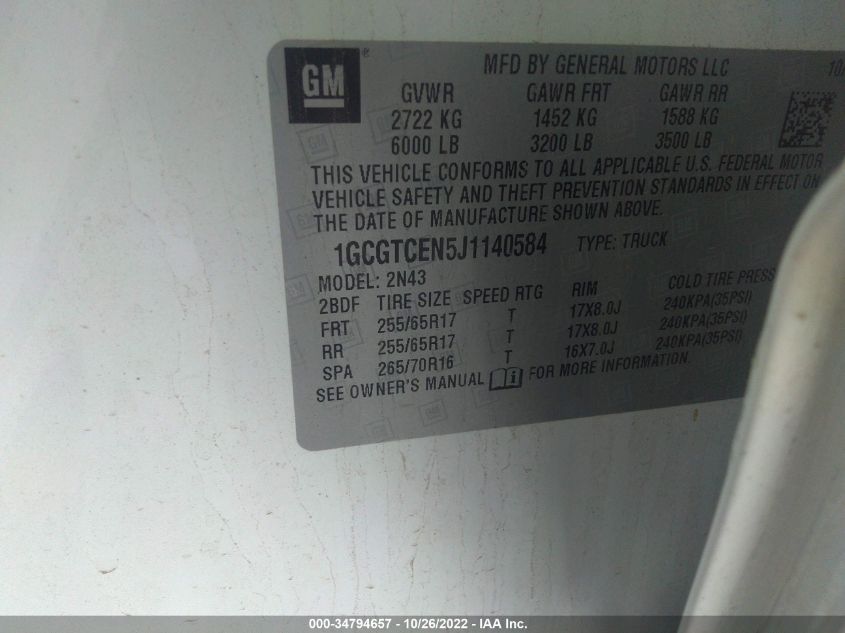 GM
®
MFD BY GENERAL MOTORS LLC
GVWR GAWR FRT GAWR RR
2722 KG 1452 KG 1588 KG
6000 LB 3200 LB 3500 LB
THIS VEHICLE CONFORMS TO ALL APPLICABLE U.S. FEDERAL MOTOR
VEHICLE SAFETY AND THEFT PREVENTION STANDARDS IN EFFECT ON
THE DATE OF MANUFACTURE SHOWN ABOVE.
1GCGTCEN5J1140584 TYPE: TRUCK
MODEL: 2N43
2BDF TIRE SIZE SPEED RTG RIM COLD TIRE PRESS
FRT 255/65R17 T 17X8.0J 240KPA(35PSI)
RR 255/65R17 T 17X8.0J 240KPA(35PSI)
SPA 265/70R16 T 16X7.0J 240KPA(35PSI)
SEE OWNER'S MANUAL FOR MORE INFORMATION.
000-34794657 - 10/26/2022 - IAA Inc.